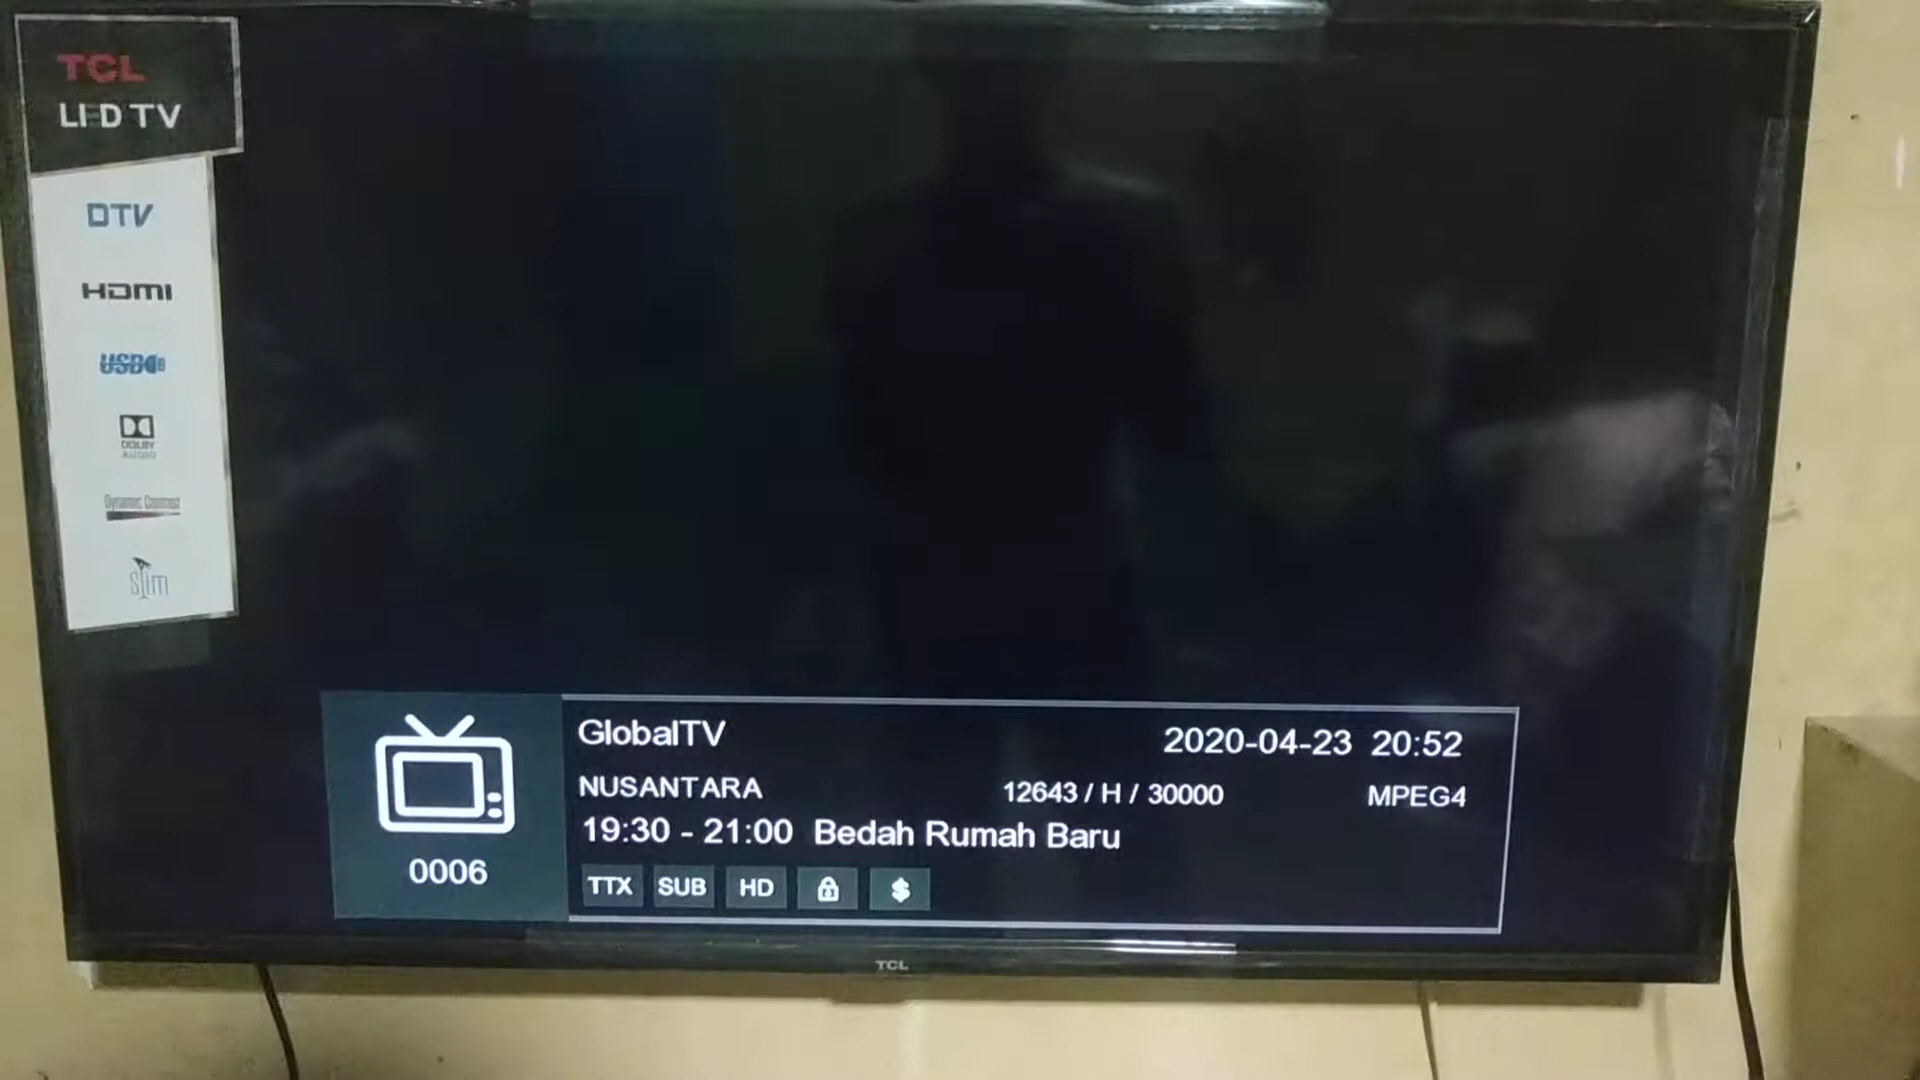 TCL
LED TV
DTV
HDMI
USB
DOLBY
AUDIO
Dynamic Contrast
Slim
GlobalTV
2020-04-23 20:52
NUSANTARA
12643 / H / 30000
MPEG4
19:30 - 21:00 Bedah Rumah Baru
0006
TTX SUB HD $
TCL